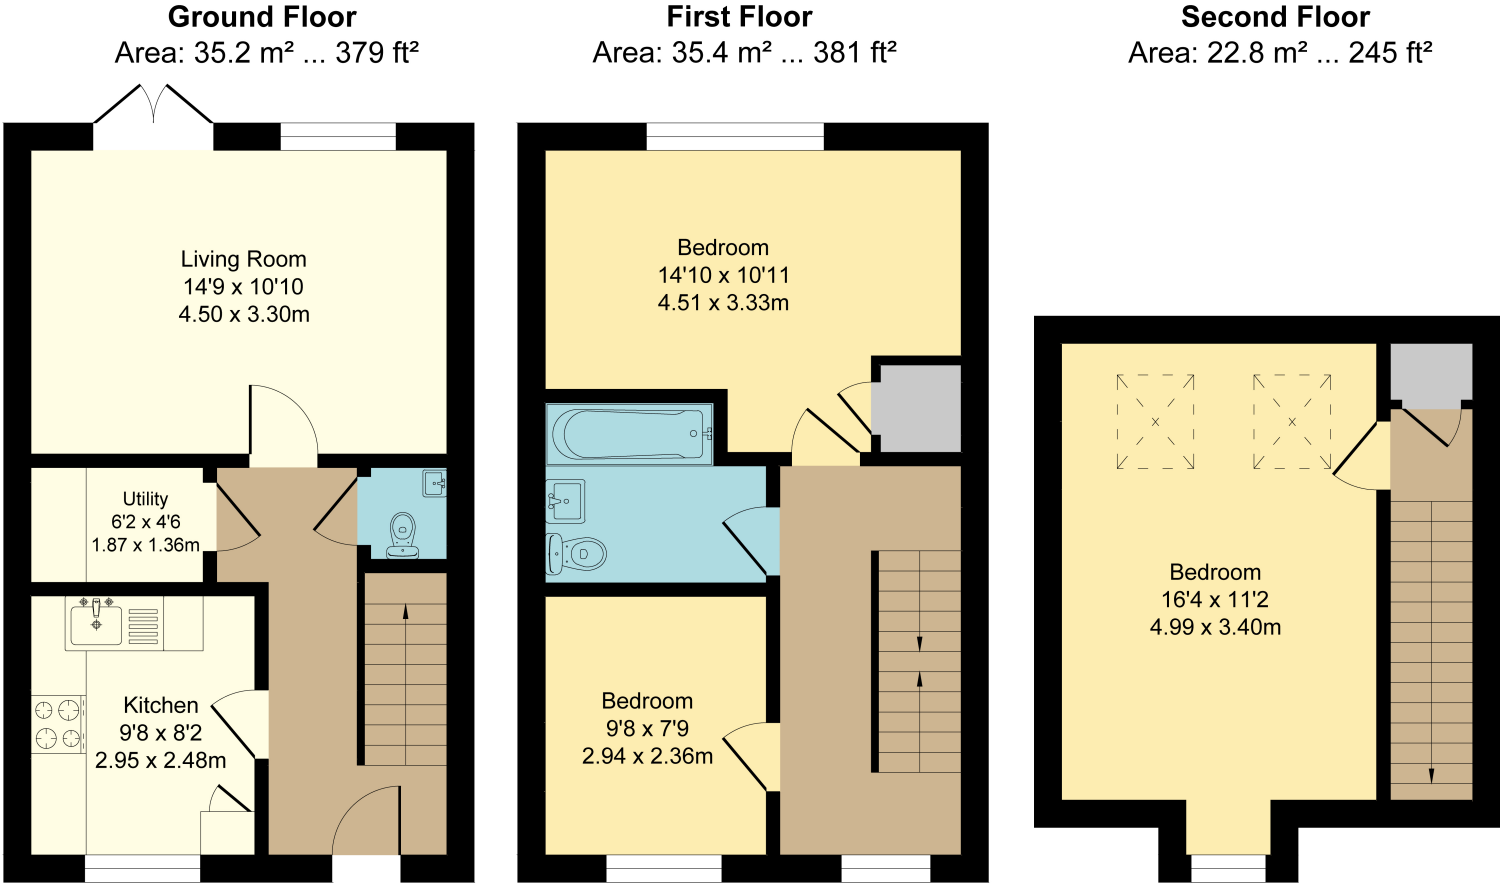 Ground Floor
Area: 35.2 m² ... 379 ft²
Living Room
14'9 x 10'10
4.50 x 3.30m
Utility
6'2 x 4'6
1.87 x 1.36m
Kitchen
9'8 x 8'2
2.95 x 2.48m
First Floor
Area: 35.4 m² ... 381 ft²
Bedroom
14'10 x 10'11
4.51 x 3.33m
Bedroom
9'8 x 7'9
2.94 x 2.36m
Second Floor
Area: 22.8 m² ... 245 ft²
Bedroom
16'4 x 11'2
4.99 x 3.40m